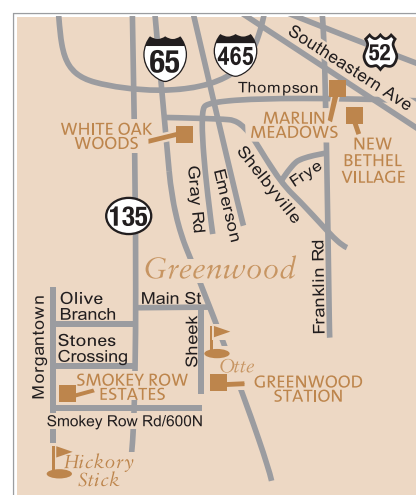 65
465
52
Southeastern Ave
Thompson
WHITE OAK
WOODS
MARLIN
MEADOWS
NEW
BETHEL
VILLAGE
Gray Rd
Emerson
Shelbyville
Frye
135
Greenwood
Franklin Rd
Morgantown
Olive
Branch
Main St
Stones
Crossing
Sheek
Otte
SMOKEY ROW
ESTATES
GREENWOOD
STATION
Smokey Row Rd/600N
Hickory
Stick